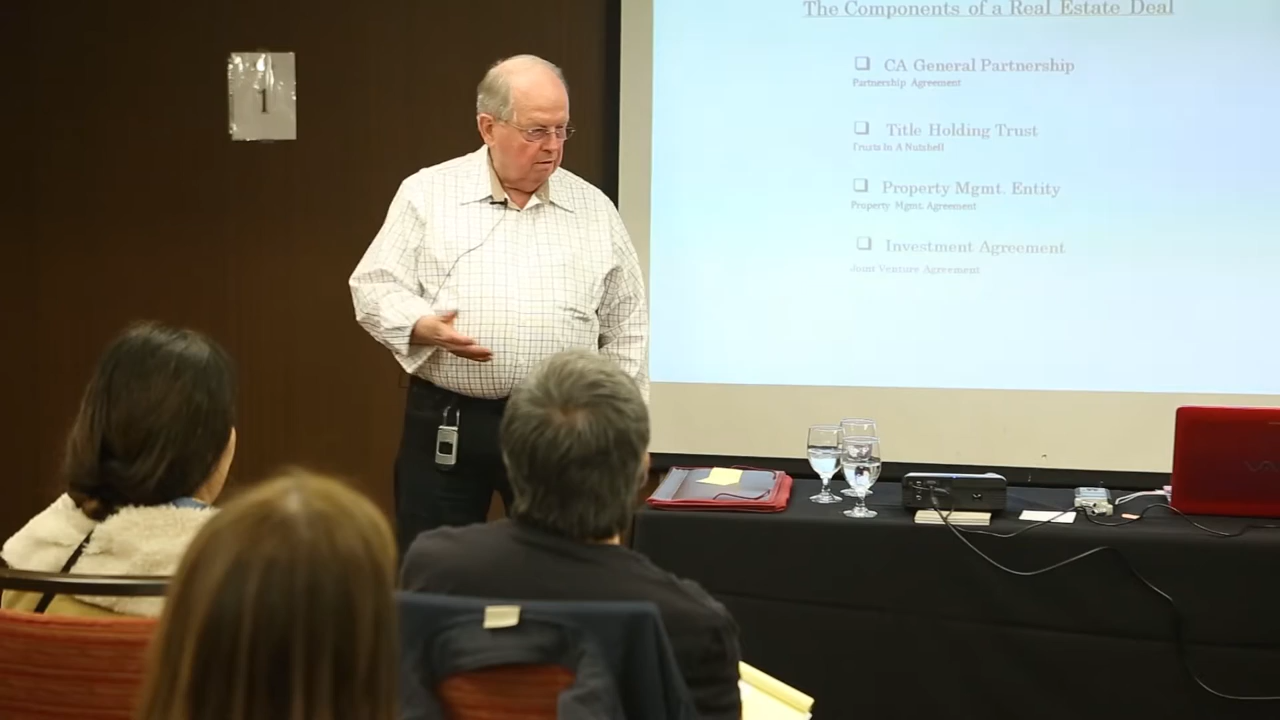 1
The Components of a Real Estate Deal
❑ CA General Partnership
Partnership Agreement
❑ Title Holding Trust
Trusts In A Nutshell
❑ Property Mgmt. Entity
Property Mgmt. Agreement
❑ Investment Agreement
Joint Venture Agreement